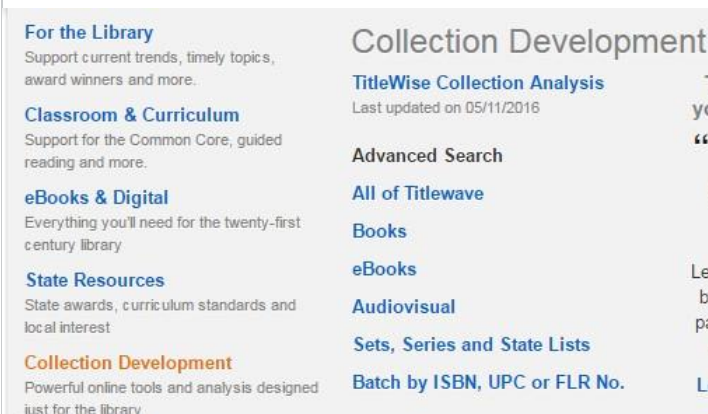 For the Library
Support current trends, timely topics,
award winners and more.
Classroom & Curriculum
Support for the Common Core, guided
reading and more.
eBooks & Digital
Everything you'll need for the twenty-first
century library
State Resources
State awards, curriculum standards and
local interest
Collection Development
Powerful online tools and analysis designed
just for the library
Collection Development
TitleWise Collection Analysis
Last updated on 05/11/2016
Advanced Search
All of Titlewave
Books
eBooks
Audiovisual
Sets, Series and State Lists
Batch by ISBN, UPC or FLR No.